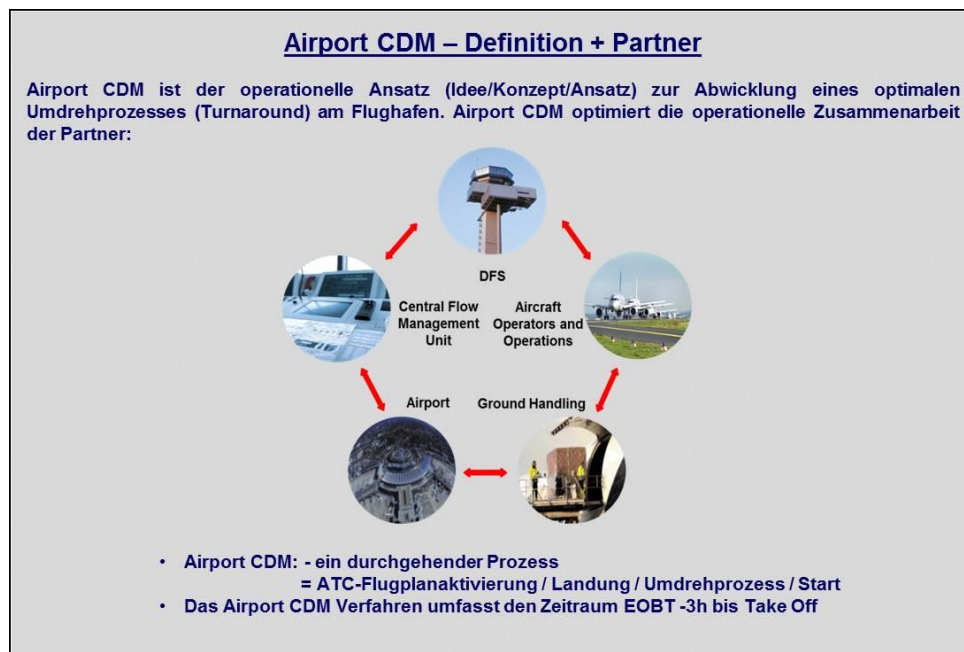 Airport CDM – Definition + Partner
Airport CDM ist der operationelle Ansatz (Idee/Konzept/Ansatz) zur Abwicklung eines optimalen
Umdrehprozesses (Turnaround) am Flughafen. Airport CDM optimiert die operationelle Zusammenarbeit
der Partner:
DFS
Central Flow
Management
Unit
Aircraft
Operators and
Operations
Airport
Ground Handling
• Airport CDM: - ein durchgehender Prozess
= ATC-Flugplanaktivierung / Landung / Umdrehprozess / Start
• Das Airport CDM Verfahren umfasst den Zeitraum EOBT -3h bis Take Off